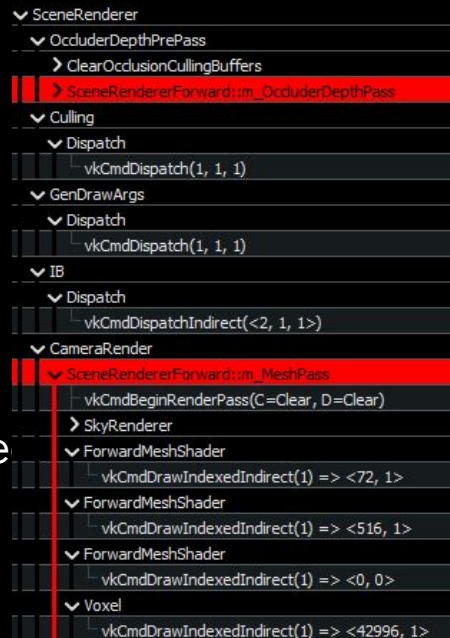 SceneRenderer
OccluderDepthPrePass
ClearOcclusionCullingBuffers
SceneRendererForward::m_OccluderDepthPass
Culling
Dispatch
vkCmdDispatch(1, 1, 1)
GenDrawArgs
Dispatch
vkCmdDispatch(1, 1, 1)
IB
Dispatch
vkCmdDispatchIndirect(<2, 1, 1>)
CameraRender
SceneRendererForward::m_MeshPass
vkCmdBeginRenderPass(C=Clear, D=Clear)
SkyRenderer
e
ForwardMeshShader
vkCmdDrawIndexedIndirect(1) => <72, 1>
ForwardMeshShader
vkCmdDrawIndexedIndirect(1) => <516, 1>
ForwardMeshShader
vkCmdDrawIndexedIndirect(1) => <0, 0>
Voxel
vkCmdDrawIndexedIndirect(1) => <42996, 1>